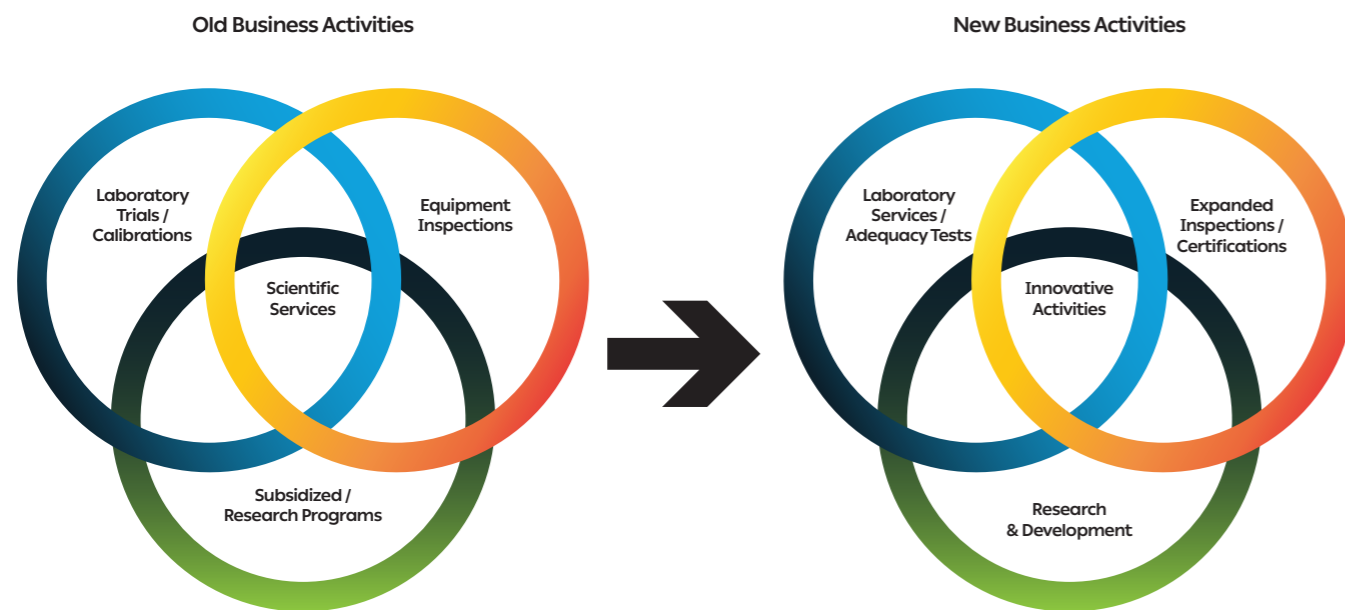 Old Business Activities
Laboratory
Trials /
Calibrations
Equipment
Inspections
Scientific
Services
Subsidized /
Research Programs
New Business Activities
Laboratory
Services /
Adequacy Tests
Expanded
Inspections /
Certifications
Innovative
Activities
Research
& Development